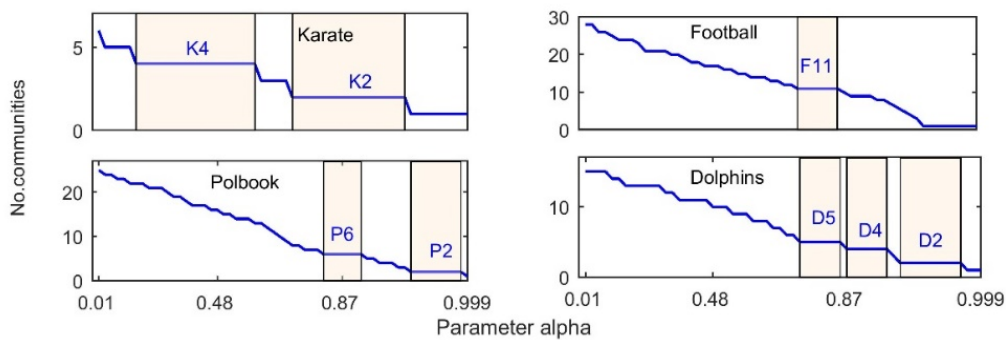 No.communities
5
0
Karate
K4
K2
30
20
10
0
Football
F11
20
10
0
Polbook
P6
P2
0.01
0.48
0.87
0.999
10
0
Dolphins
D5
D4
D2
0.01
0.48
0.87
0.999
Parameter alpha